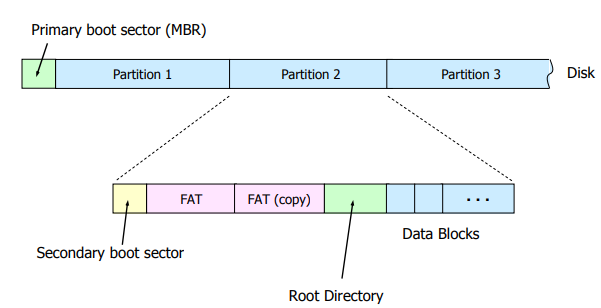 Primary boot sector (MBR)
Partition 1
Partition 2
Partition 3
Disk
FAT
FAT (copy)
. . .
Data Blocks
Secondary boot sector
Root Directory